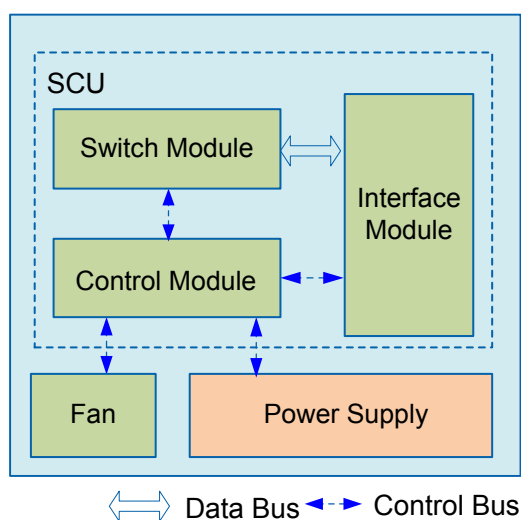 SCU
Switch Module
Interface
Module
Control Module
Fan
Power Supply
Data Bus
Control Bus